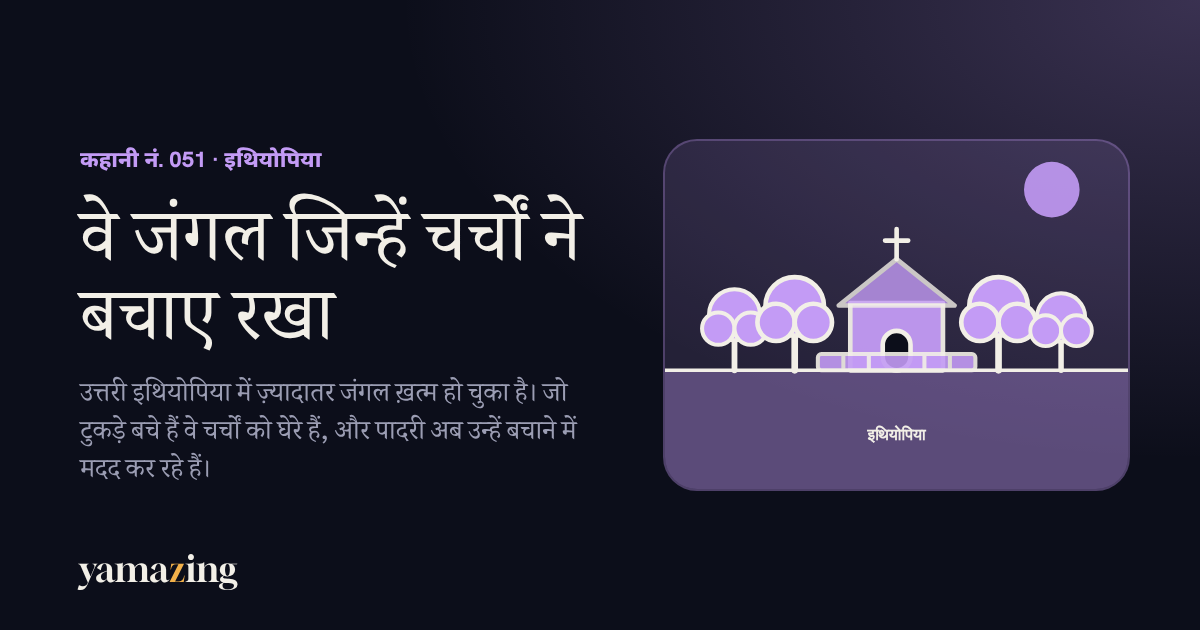 कहानी नं. 051 · इथियोपिया
वे जंगल जिन्हें चर्चों ने
बचाए रखा
उत्तरी इथियोपिया में ज़्यादातर जंगल ख़त्म हो चुका है। जो
टुकड़े बचे हैं वे चर्चों को घेरे हैं, और पादरी अब उन्हें बचाने में
मदद कर रहे हैं।
इथियोपिया
yamazing